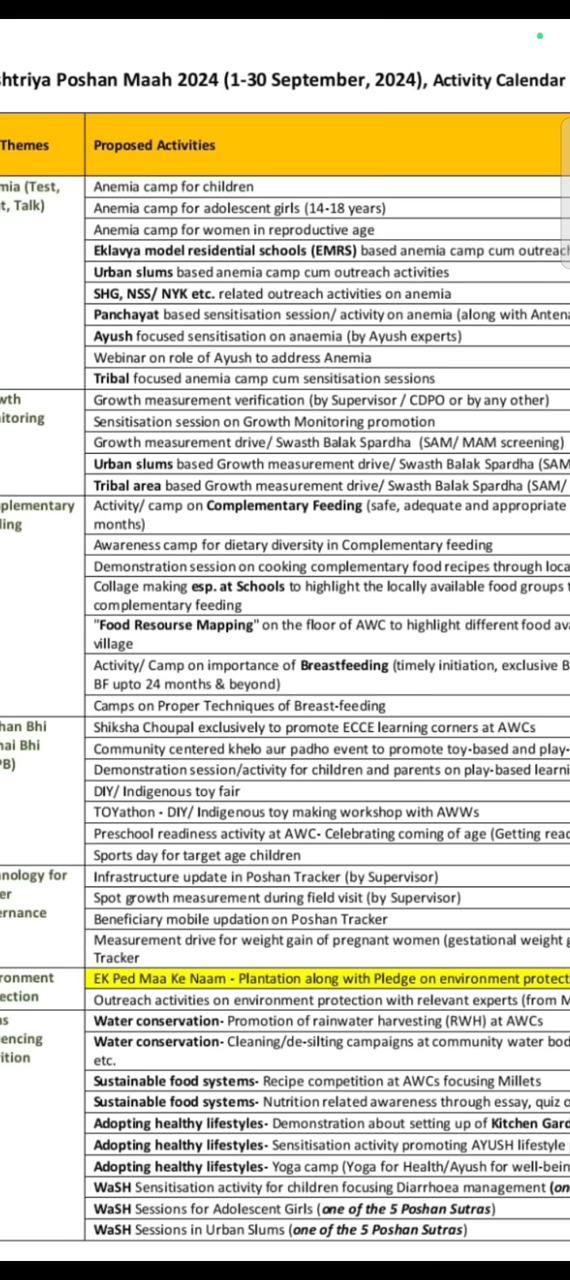 shtriya Poshan Maah 2024 (1-30 September, 2024), Activity Calendar
Themes
Proposed Activities
mia (Test,
t, Talk)
Anemia camp for children
Anemia camp for adolescent girls (14-18 years)
Anemia camp for women in reproductive age
Eklavya model residential schools (EMRS) based anemia camp cum outreac
Urban slums based anemia camp cum outreach activities
SHG, NSS/ NYK etc. related outreach activities on anemia
Panchayat based sensitisation session/ activity on anemia (along with Antena
Ayush focused sensitisation on anaemia (by Ayush experts)
Webinar on role of Ayush to address Anemia
Tribal focused anemia camp cum sensitisation sessions
wth
itoring
Growth measurement verification (by Supervisor / CDPO or by any other)
Sensitisation session on Growth Monitoring promotion
Growth measurement drive/ Swasth Balak Spardha (SAM/ MAM screening)
Urban slums based Growth measurement drive/ Swasth Balak Spardha (SAM
Tribal area based Growth measurement drive/ Swasth Balak Spardha (SAM/
plementary
ling
Activity/ camp on Complementary Feeding (safe, adequate and appropriate
months)
Awareness camp for dietary diversity in Complementary feeding
Demonstration session on cooking complementary food recipes through loca
Collage making esp. at Schools to highlight the locally available food groups t
complementary feeding
"Food Resourse Mapping" on the floor of AWC to highlight different food ava
village
Activity/ Camp on importance of Breastfeeding (timely initiation, exclusive B
BF upto 24 months & beyond)
Camps on Proper Techniques of Breast-feeding
han Bhi
hai Bhi
PB)
Shiksha Choupal exclusively to promote ECCE learning corners at AWCs
Community centered khelo aur padho event to promote toy-based and play-
Demonstration session/activity for children and parents on play-based learni
DIY/ Indigenous toy fair
TOYathon - DIY/ Indigenous toy making workshop with AWWs
Preschool readiness activity at AWC- Celebrating coming of age (Getting read
Sports day for target age children
nology for
er
ernance
Infrastructure update in Poshan Tracker (by Supervisor)
Spot growth measurement during field visit (by Supervisor)
Beneficiary mobile updation on Poshan Tracker
Measurement drive for weight gain of pregnant women (gestational weight g
Tracker
ronment
ection
EK Ped Maa Ke Naam - Plantation along with Pledge on environment protect
Outreach activities on environment protection with relevant experts (from M
as
encing
ition
Water conservation- Promotion of rainwater harvesting (RWH) at AWCs
Water conservation- Cleaning/de-silting campaigns at community water bod
etc.
Sustainable food systems- Recipe competition at AWCs focusing Millets
Sustainable food systems- Nutrition related awareness through essay, quiz o
Adopting healthy lifestyles- Demonstration about setting up of Kitchen Gard
Adopting healthy lifestyles- Sensitisation activity promoting AYUSH lifestyle
Adopting healthy lifestyles- Yoga camp (Yoga for Health/Ayush for well-bein
WaSH Sensitisation activity for children focusing Diarrhoea management (on
WaSH Sessions for Adolescent Girls (one of the 5 Poshan Sutras)
WaSH Sessions in Urban Slums (one of the 5 Poshan Sutras)